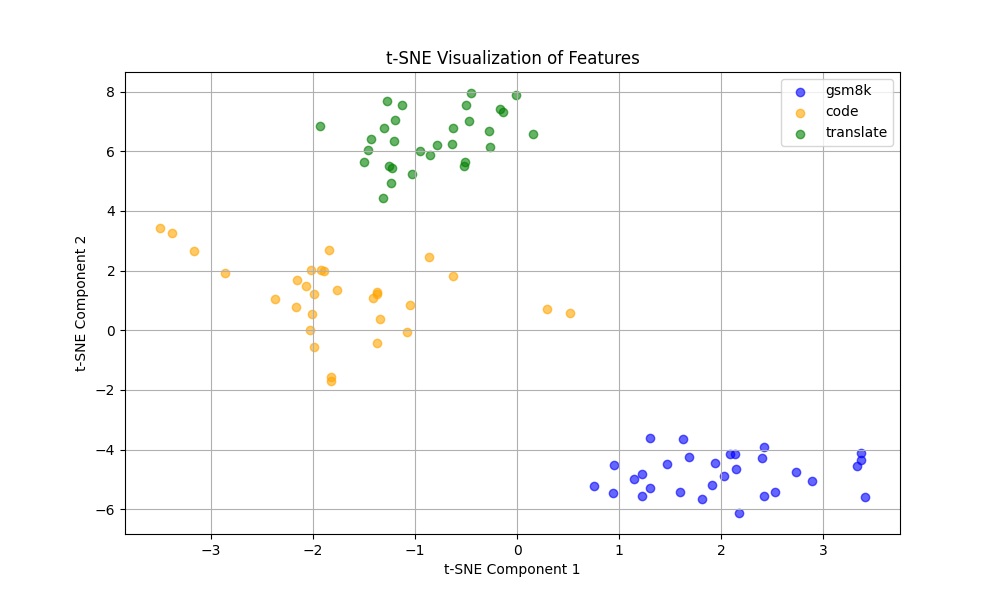 t-SNE Visualization of Features
gsm8k
code
translate
t-SNE Component 2
8
6
4
2
0
−2
−4
−6
−3
−2
−1
0
1
2
3
t-SNE Component 1